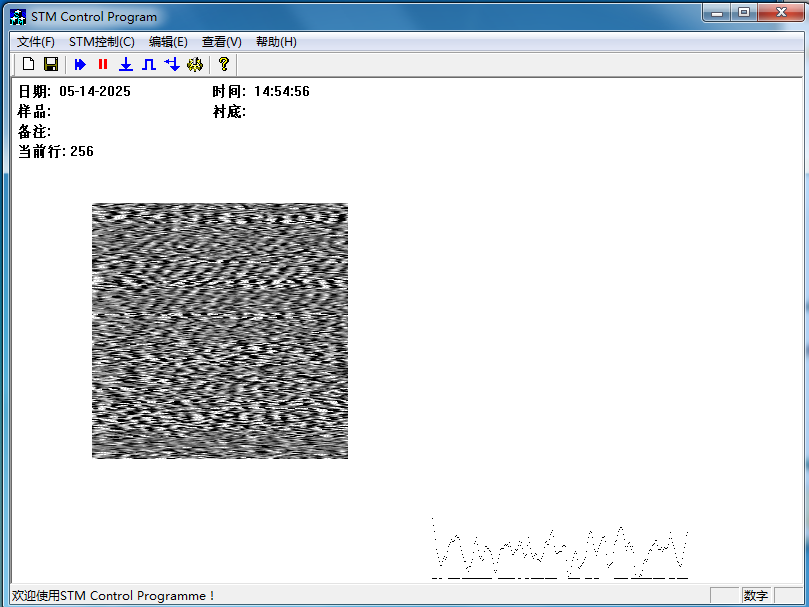 STM Control Program
文件(F) STM控制(C) 编辑(E) 查看(V) 帮助(H)
日期: 05-14-2025 时间: 14:54:56
样品: 衬底:
备注:
当前行: 256
欢迎使用STM Control Programme !
数字